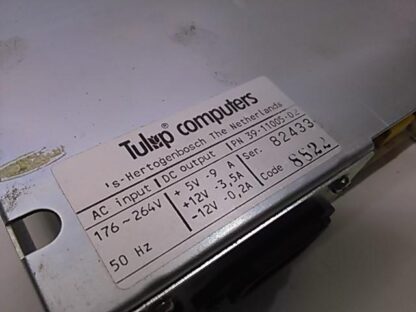 Tulip® computers
's-Hertogenbosch The Netherlands
AC input DC output PN 39-11005-02
176 ~ 264V + 5V - 9 A Ser. 82433
+12V - 3,5A
50 Hz -12V - 0,2A Code 8522